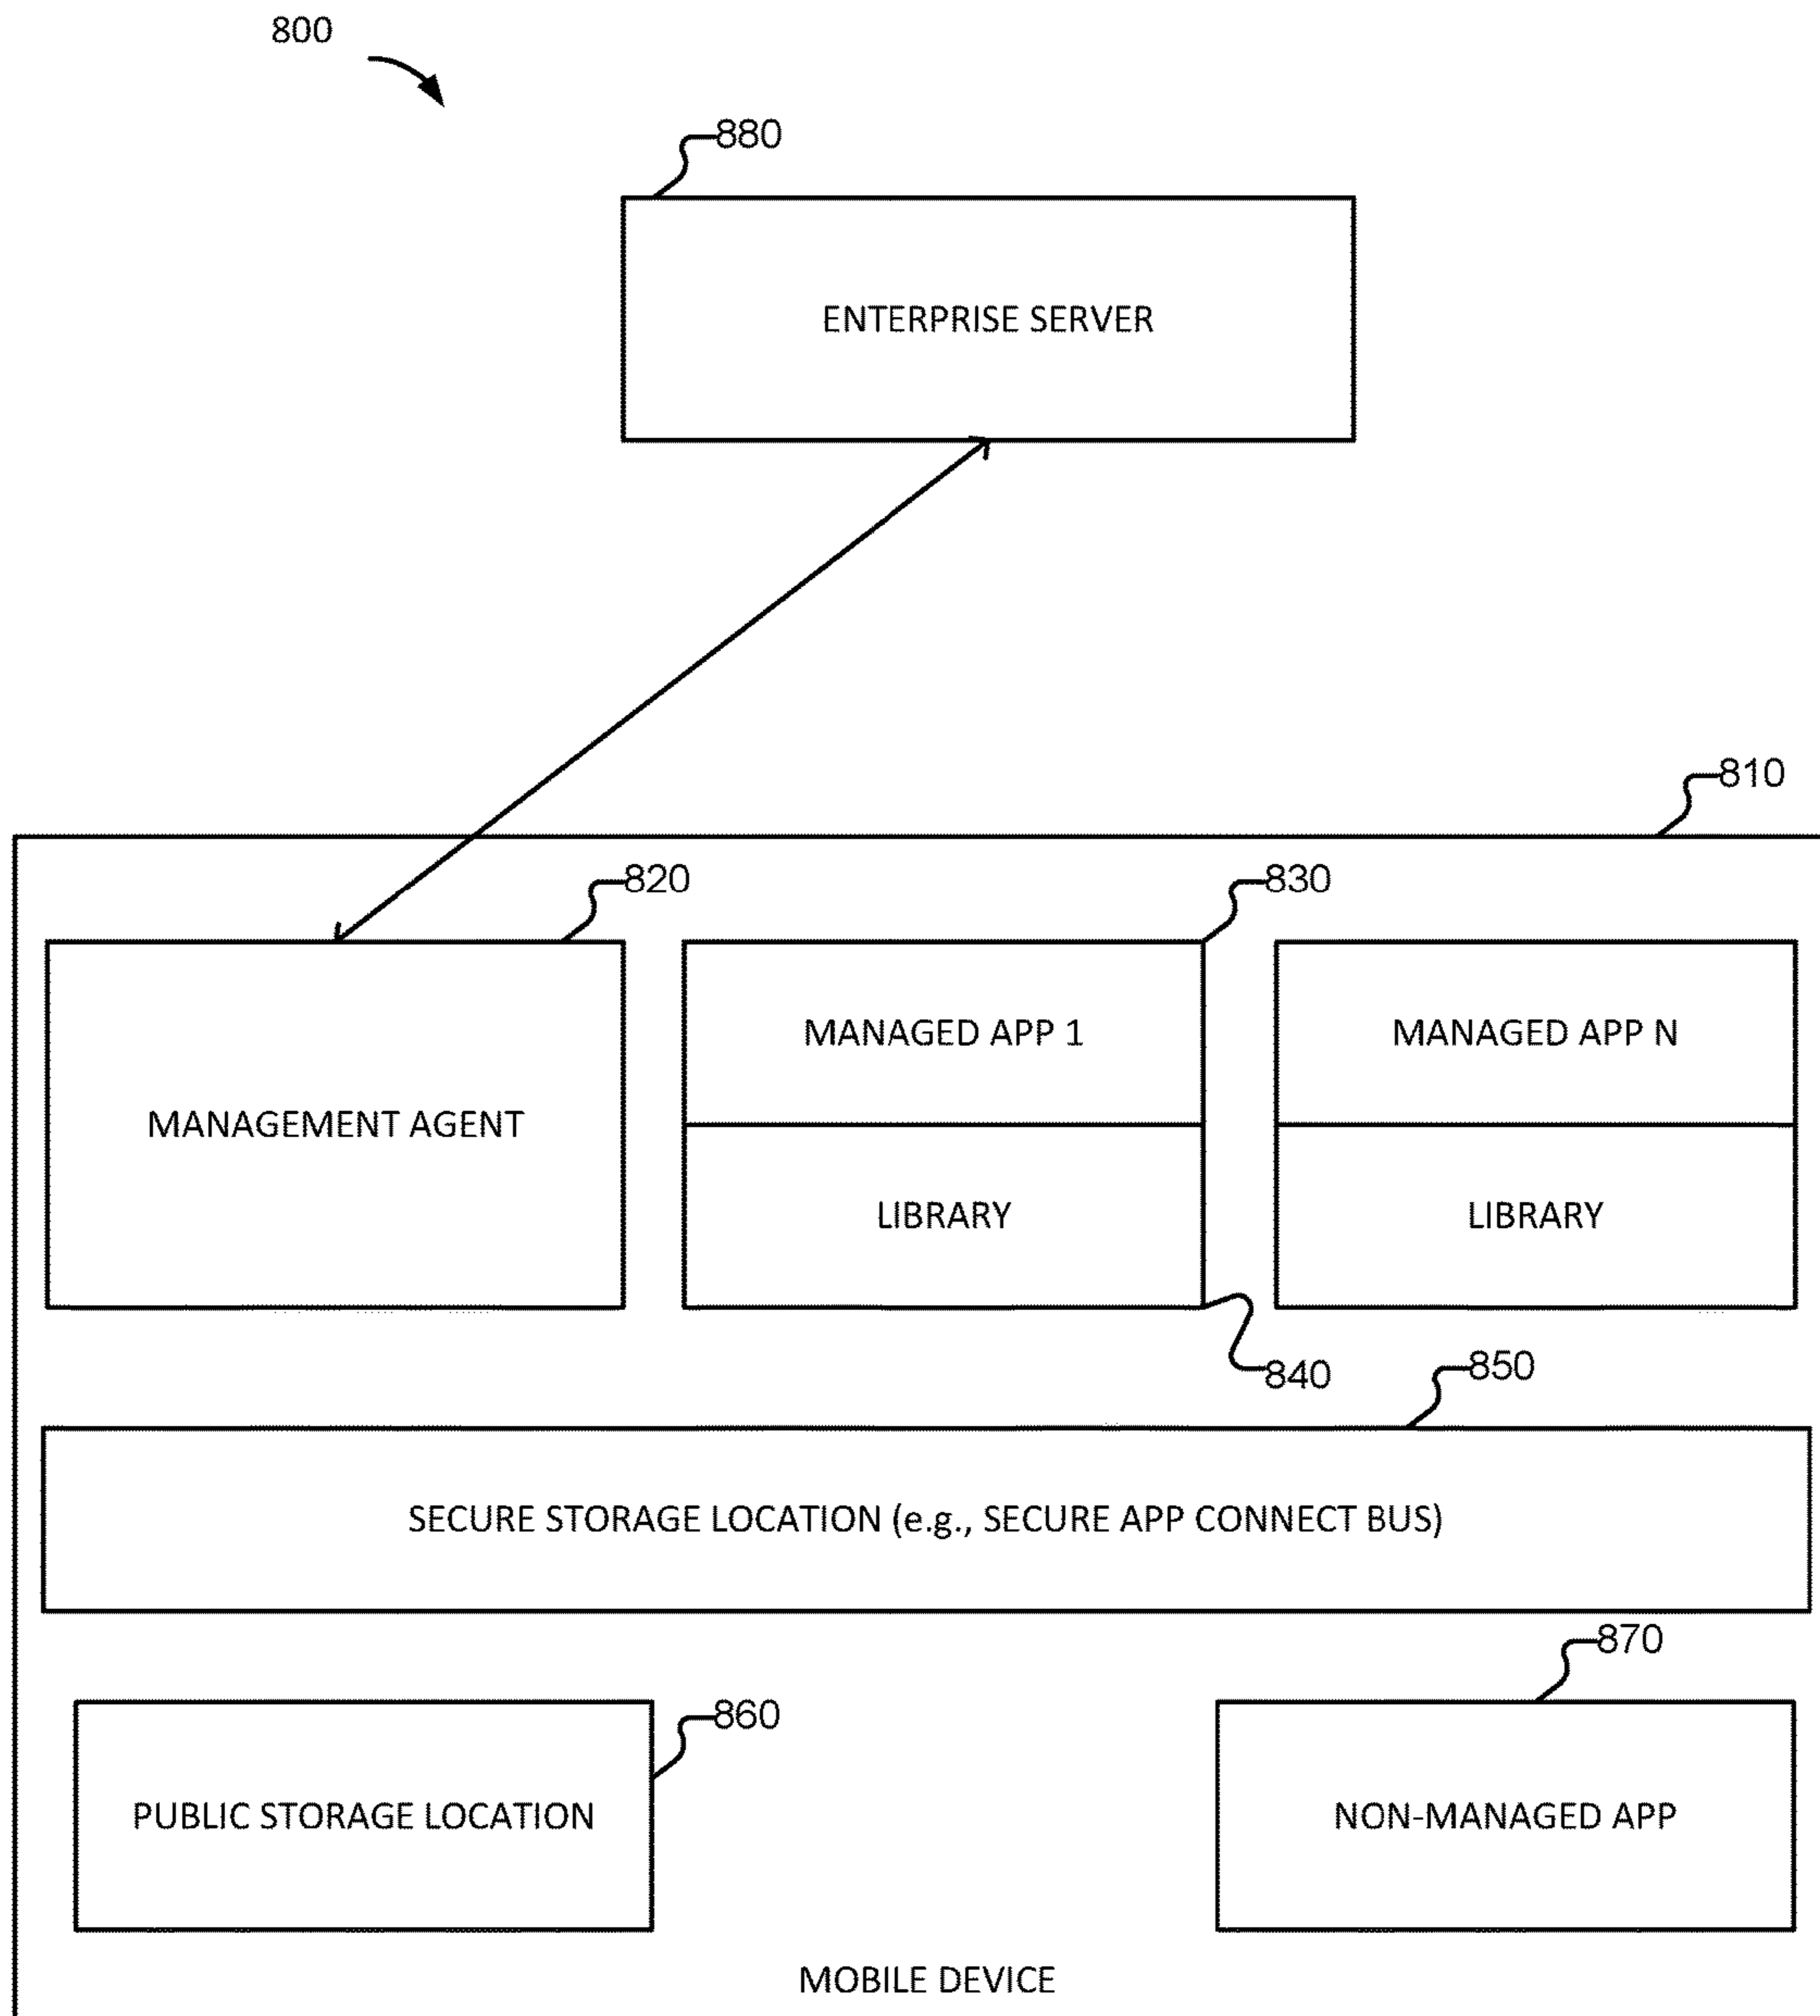 800
880
ENTERPRISE SERVER
810
820
830
MANAGED APP 1
MANAGED APP N
MANAGEMENT AGENT
LIBRARY
LIBRARY
840
850
SECURE STORAGE LOCATION (e.g., SECURE APP CONNECT BUS)
870
860
PUBLIC STORAGE LOCATION
NON-MANAGED APP
MOBILE DEVICE